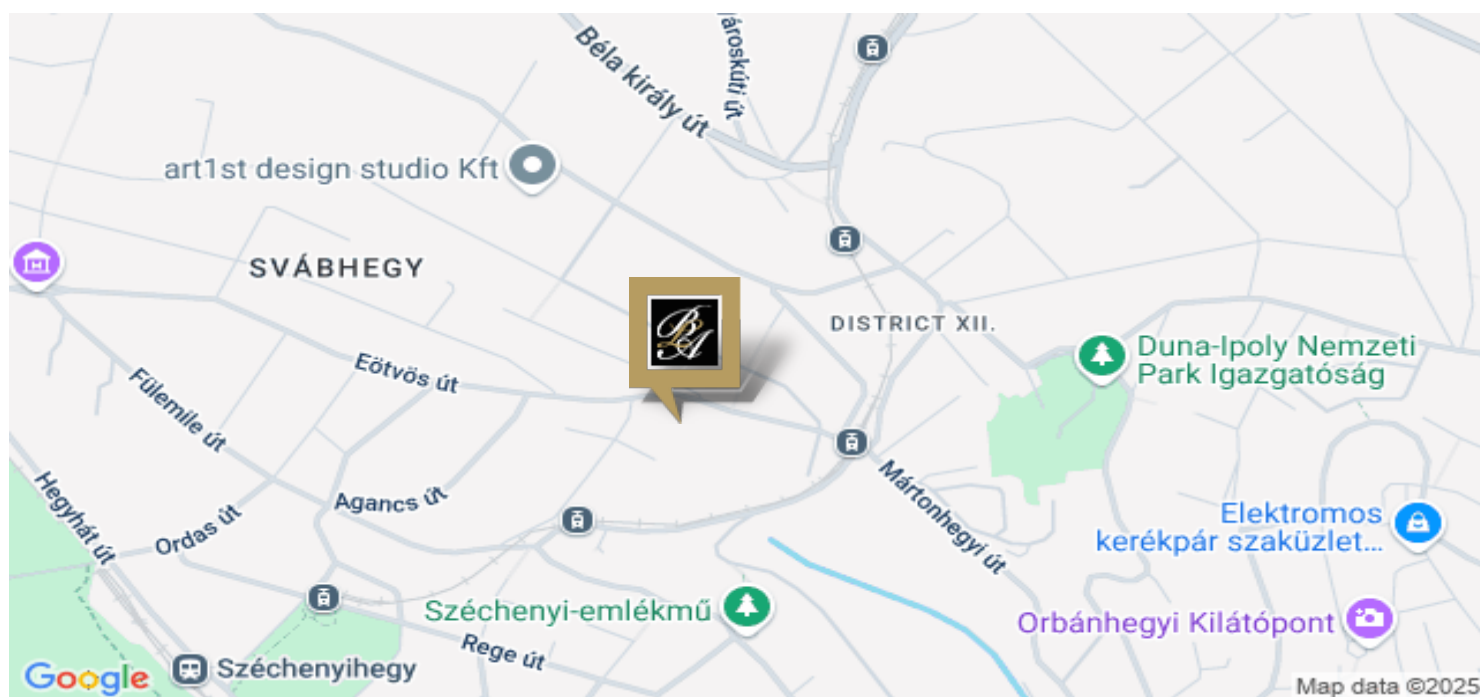 Béla király út
árosküti út
art1st design studio Kft
SVÁBHEGY
DISTRICT XII.
Duna-Ipoly Nemzeti
Park Igazgatóság
Eötvös út
Fülemile út
Hegyhát út
Agancs út
Ordas út
Mártonhegyi út
Elektromos
kerékpár szaküzlet...
Széchenyi-emlékmű
Orbánhegyi Kilátópont
Rege út
Széchenyihegy
Google
Map data ©2025